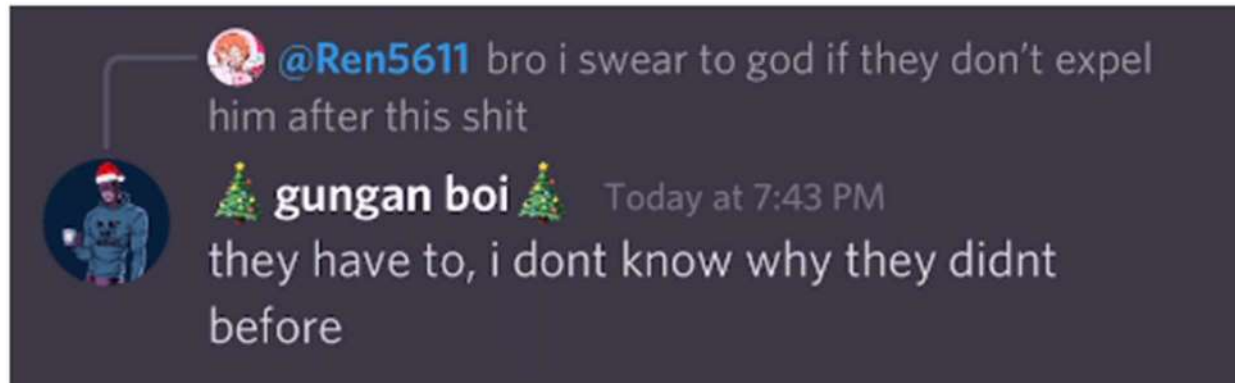 @Ren5611 bro i swear to god if they don't expel
him after this shit
🎄 gungan boi 🎄 Today at 7:43 PM
they have to, i dont know why they didnt
before